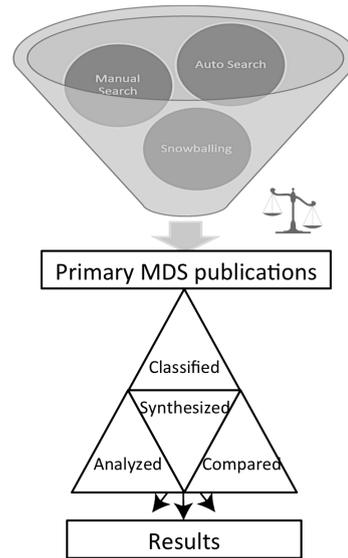 Manual
Search
Auto Search
Snowballing
Primary MDS publications
Classified
Synthesized
Analyzed
Compared
Results